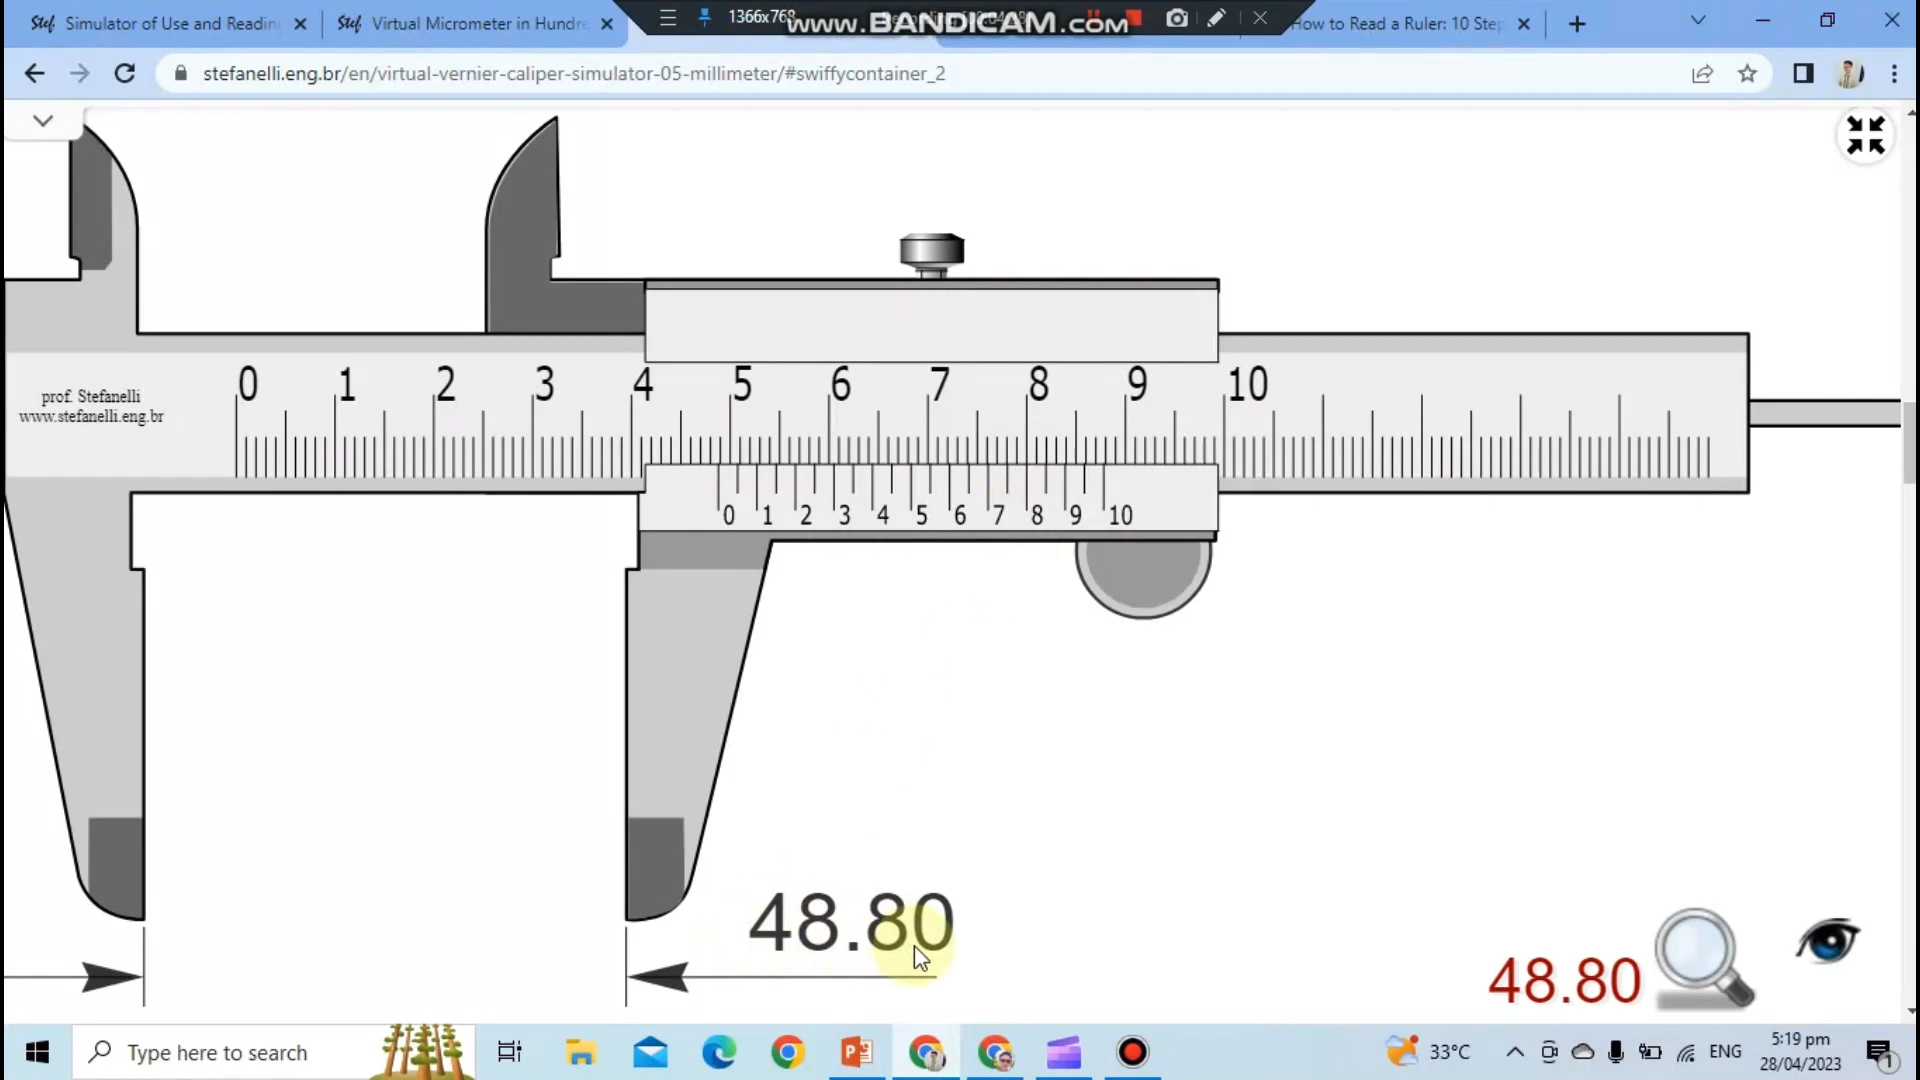 Simulator of Use and Reading
Virtual Micrometer in Hundre
1366x768
www.BANDICAM.com
How to Read a Ruler: 10 Step
stefanelli.eng.br/en/virtual-vernier-caliper-simulator-05-millimeter/#swiffycontainer_2
0 1 2 3 4 5 6 7 8 9 10
prof. Stefanelli
www.stefanelli.eng.br
0 1 2 3 4 5 6 7 8 9 10
48.80
48.80
Type here to search
33°C
ENG
5:19 pm
28/04/2023
1